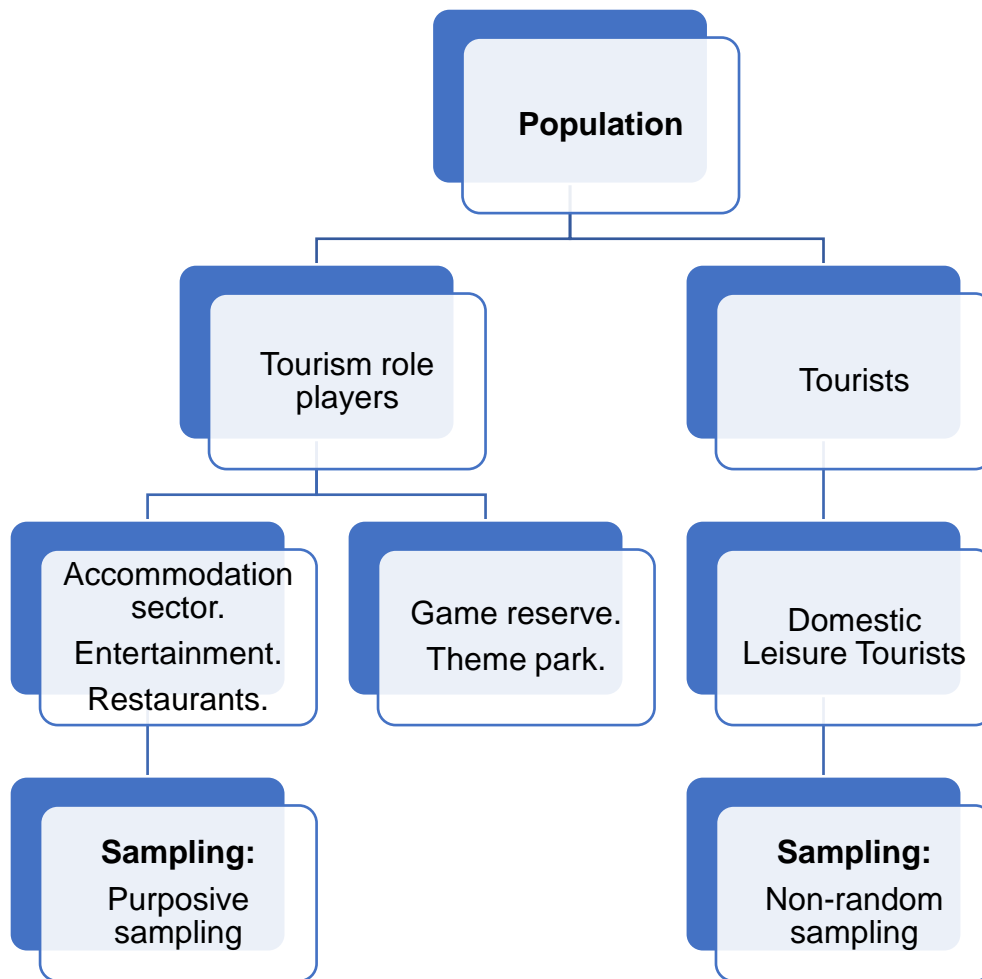 Population
Tourism role
players
Tourists
Accommodation
sector.
Entertainment.
Restaurants.
Game reserve.
Theme park.
Domestic
Leisure Tourists
Sampling:
Purposive
sampling
Sampling:
Non-random
sampling